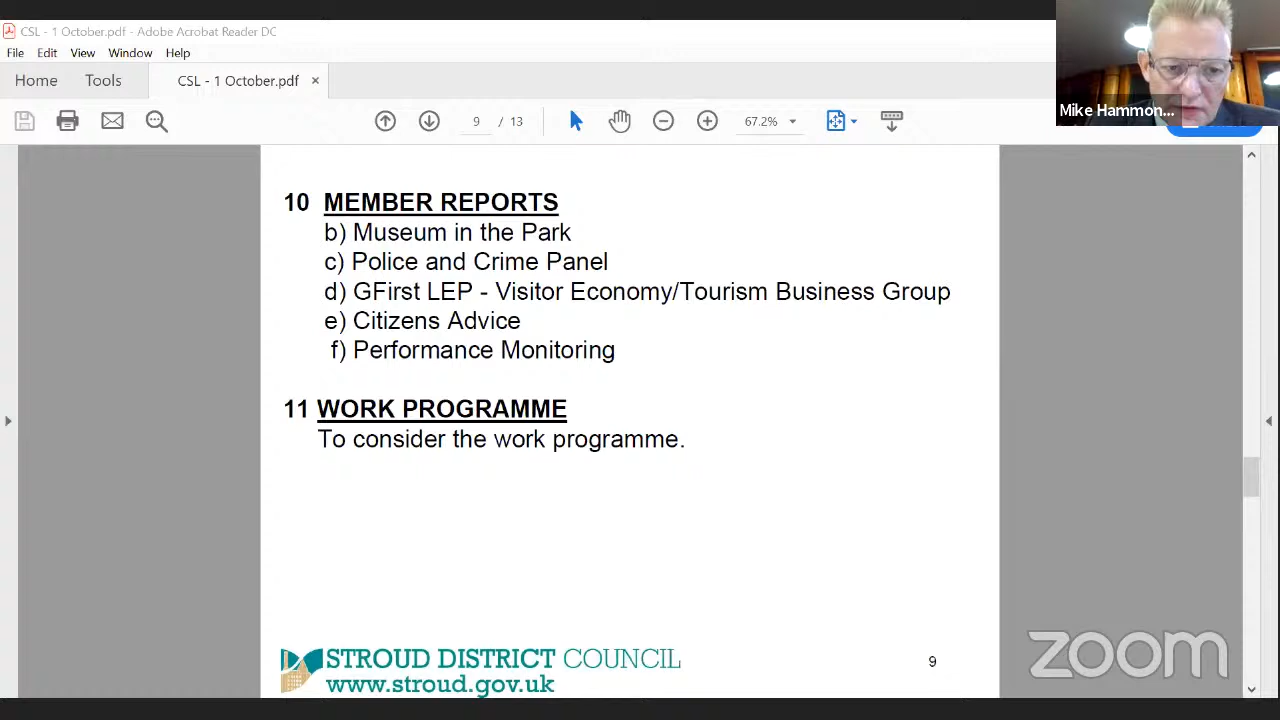 CSL - 1 October.pdf - Adobe Acrobat Reader DC
File Edit View Window Help
Home Tools CSL - 1 October.pdf ×
9 / 13 67.2%
Mike Hammon...
10 MEMBER REPORTS
b) Museum in the Park
c) Police and Crime Panel
d) GFirst LEP - Visitor Economy/Tourism Business Group
e) Citizens Advice
f) Performance Monitoring
11 WORK PROGRAMME
To consider the work programme.
STROUD DISTRICT COUNCIL
www.stroud.gov.uk
9
zoom